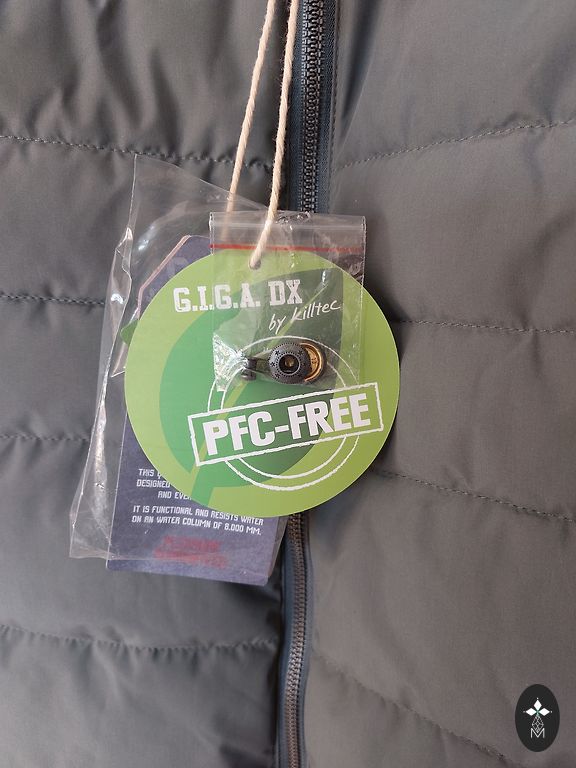 G.I.G.A. DX
by killtec
PFC-FREE
THIS
DESIGNED
AND EVE
IT IS FUNCTIONAL AND RESISTS WATER
ON AN WATER COLUMN OF 8.000 MM.
M